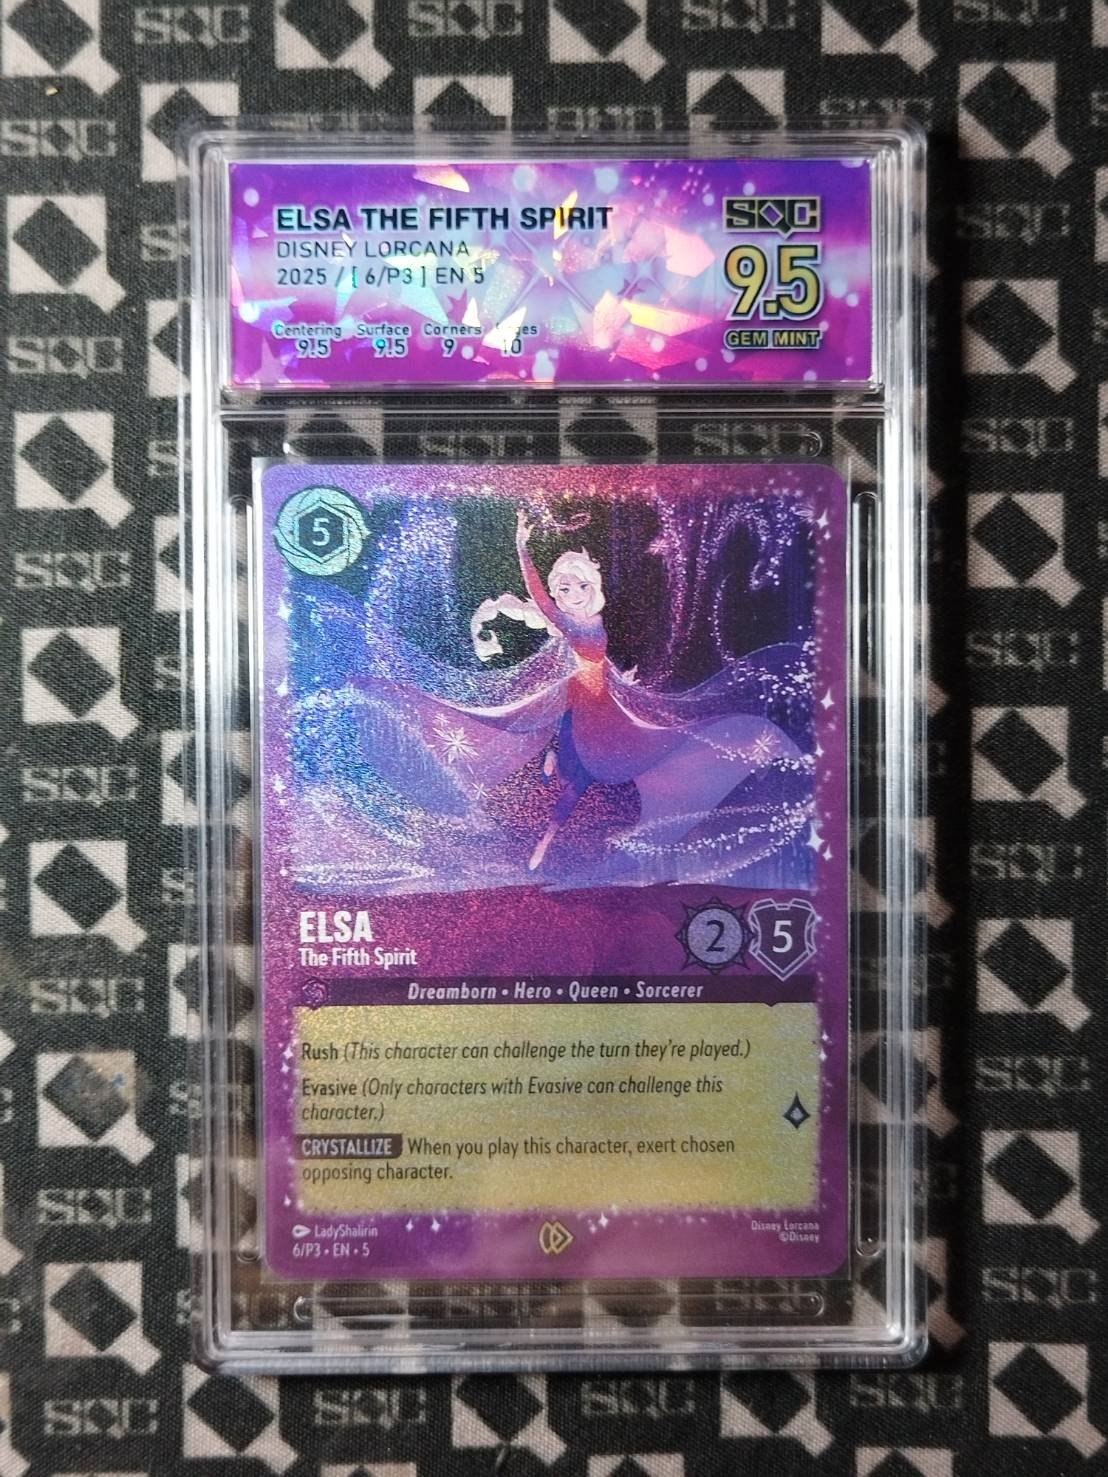 ELSA THE FIFTH SPIRIT
DISNEY LORCANA
2025 / [ 6/P3 ] EN 5
Centering Surface Corners Edges
9.5 9.5 9 10
SQC
9.5
GEM MINT
5
ELSA
The Fifth Spirit
2 5
Dreamborn • Hero • Queen • Sorcerer
Rush (This character can challenge the turn they're played.)
Evasive (Only characters with Evasive can challenge this
character.)
CRYSTALLIZE When you play this character, exert chosen
opposing character.
LadyShalirin
6/P3 • EN • 5
Disney Lorcana
©Disney